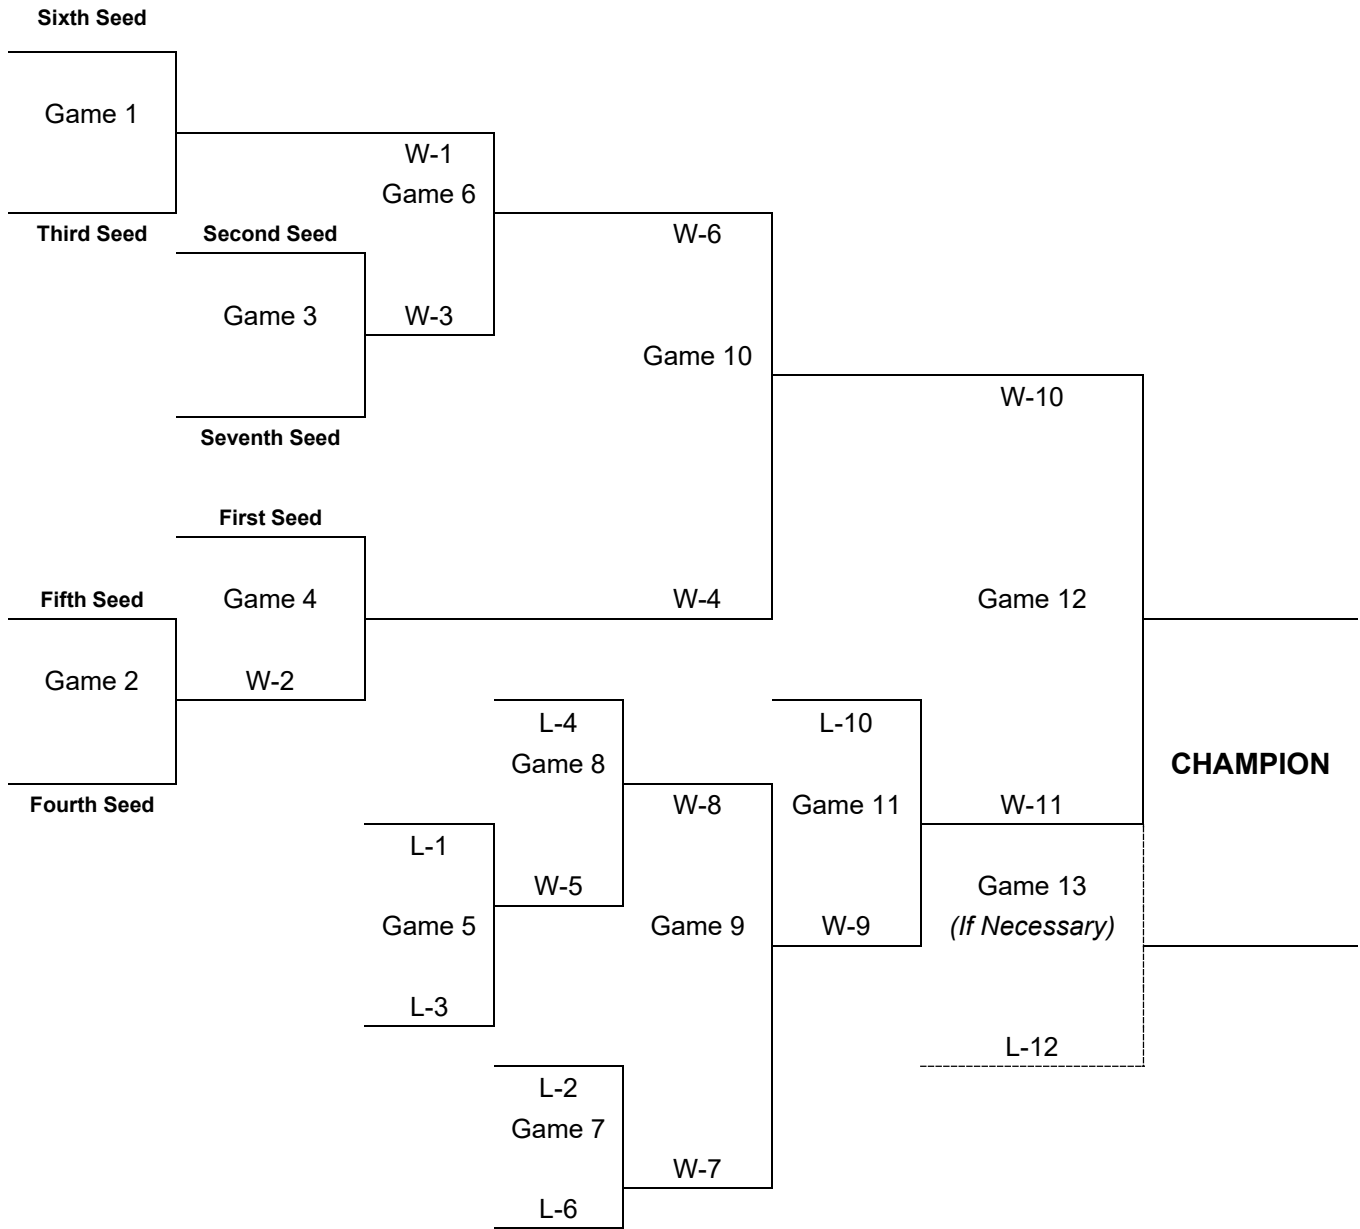 Sixth Seed
Game 1
W-1
Game 6
Third Seed
Second Seed
W-6
Game 3
W-3
Game 10
W-10
Seventh Seed
First Seed
Fifth Seed
Game 4
W-4
Game 12
Game 2
W-2
L-4
L-10
Game 8
CHAMPION
Fourth Seed
W-8
Game 11
W-11
L-1
W-5
Game 13
Game 5
Game 9
W-9
(If Necessary)
L-3
L-12
L-2
Game 7
W-7
L-6